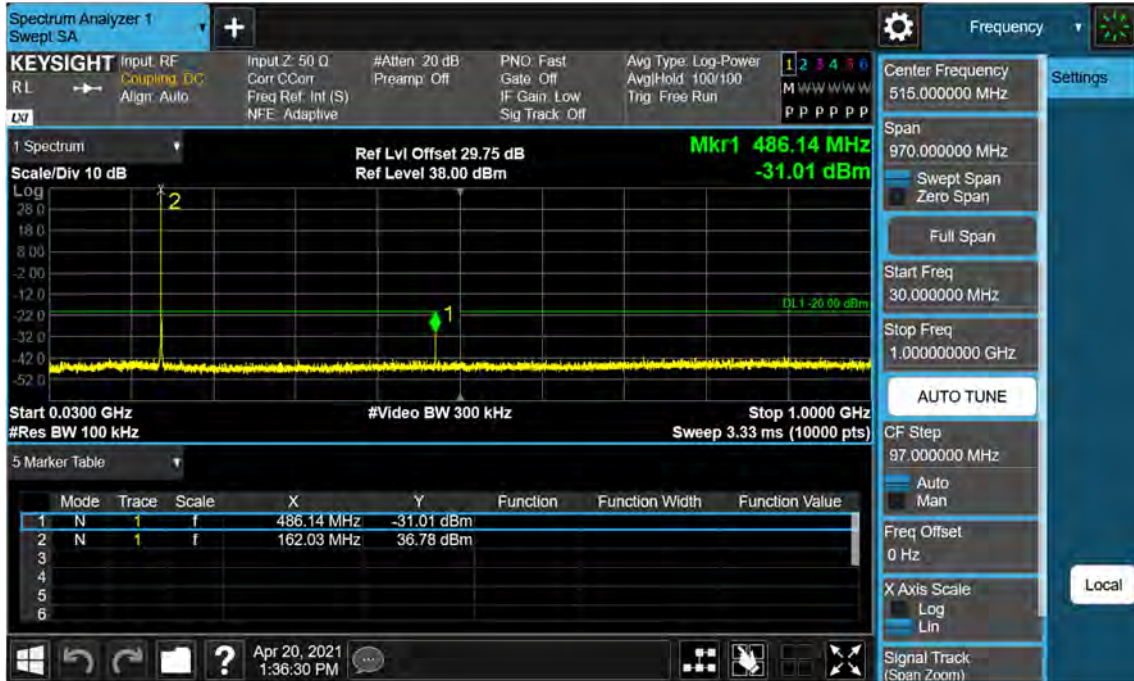 Spectrum Analyzer 1
Swept SA
+
Frequency
KEYSIGHT
RL
LXI
Input: RF
Coupling: DC
Align: Auto
Input Z: 50 Ω
Corr CCorr
Freq Ref: Int (S)
NFE: Adaptive
#Atten: 20 dB
Preamp: Off
PNO: Fast
Gate: Off
IF Gain: Low
Sig Track: Off
Avg Type: Log-Power
Avg|Hold: 100/100
Trig: Free Run
1 2 3 4 5 6
M W W W W W
P P P P P P
1 Spectrum
Scale/Div 10 dB
Ref Lvl Offset 29.75 dB
Ref Level 38.00 dBm
Mkr1 486.14 MHz
-31.01 dBm
Log
28.0
18.0
8.00
-2.00
-12.0
-22.0
-32.0
-42.0
-52.0
2
1
DL1 -20.00 dBm
Start 0.0300 GHz
#Res BW 100 kHz
#Video BW 300 kHz
Stop 1.0000 GHz
Sweep 3.33 ms (10000 pts)
5 Marker Table
Mode Trace Scale X Y Function Function Width Function Value
1 N 1 f 486.14 MHz -31.01 dBm
2 N 1 f 162.03 MHz 36.78 dBm
3
4
5
6
?
Apr 20, 2021
1:36:30 PM
Center Frequency
515.000000 MHz
Span
970.000000 MHz
Swept Span
Zero Span
Full Span
Start Freq
30.000000 MHz
Stop Freq
1.000000000 GHz
AUTO TUNE
CF Step
97.000000 MHz
Auto
Man
Freq Offset
0 Hz
X Axis Scale
Log
Lin
Signal Track
(Span Zoom)
Settings
Local